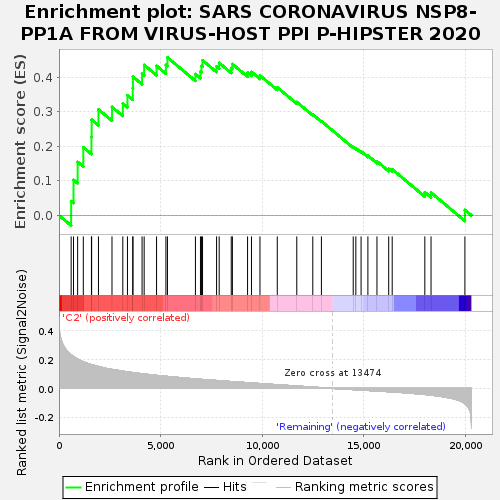 Enrichment plot: SARS CORONAVIRUS NSP8-
PP1A FROM VIRUS-HOST PPI P-HIPSTER 2020
Enrichment score (ES)
0.4
0.3
0.2
0.1
0.0
'C2' (positively correlated)
Ranked list metric (Signal2Noise)
0.4
0.2
0.0
-0.2
Zero cross at 13474
'Remaining' (negatively correlated)
0
5,000
10,000
15,000
20,000
Rank in Ordered Dataset
Enrichment profile
Hits
Ranking metric scores